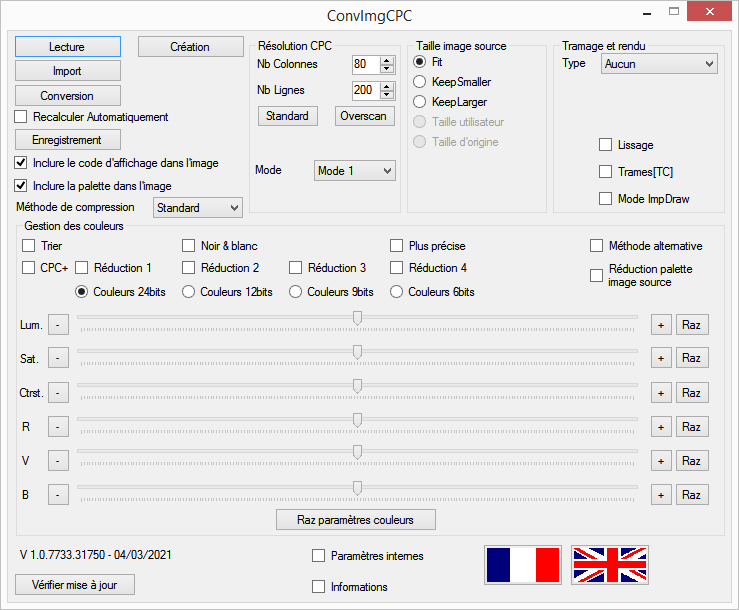 ConvImgCPC
Lecture
Création
Import
Conversion
Recalculer Automatiquement
Enregistrement
Inclure le code d'affichage dans l'image
Inclure la palette dans l'image
Méthode de compression
Standard
Résolution CPC
Nb Colonnes
80
Nb Lignes
200
Standard
Overscan
Mode
Mode 1
Taille image source
Fit
KeepSmaller
KeepLarger
Taille utilisateur
Taille d'origine
Tramage et rendu
Type
Aucun
Lissage
Trames[TC]
Mode ImpDraw
Gestion des couleurs
Trier
Noir & blanc
Plus précise
Méthode alternative
CPC+
Réduction 1
Réduction 2
Réduction 3
Réduction 4
Réduction palette
image source
Couleurs 24bits
Couleurs 12bits
Couleurs 9bits
Couleurs 6bits
Lum.
-
+
Raz
Sat.
-
+
Raz
Ctrst.
-
+
Raz
R
-
+
Raz
V
-
+
Raz
B
-
+
Raz
Raz paramètres couleurs
V 1.0.7733.31750 - 04/03/2021
Paramètres internes
Vérifier mise à jour
Informations